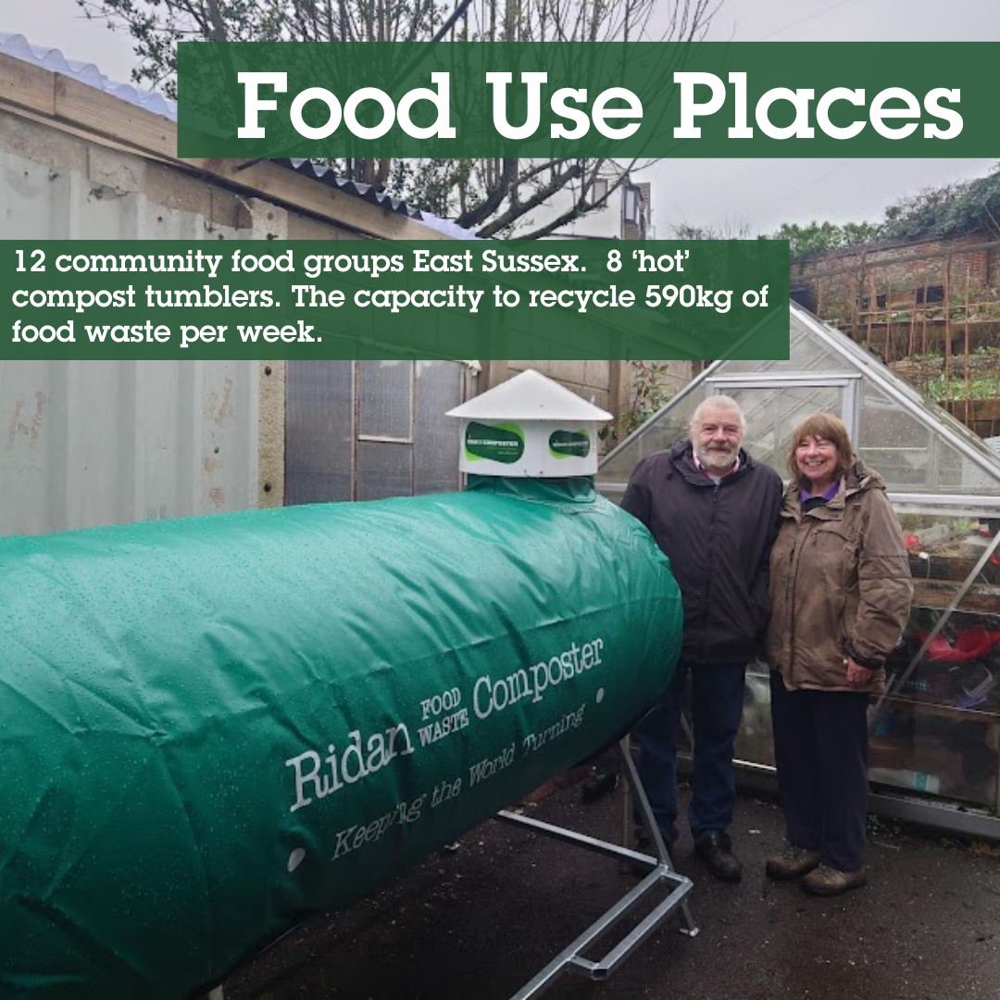 Food Use Places
12 community food groups East Sussex.  8 ‘hot’
compost tumblers. The capacity to recycle 590kg of
food waste per week.
Ridan FOOD WASTE Composter
Keeping the World Turning